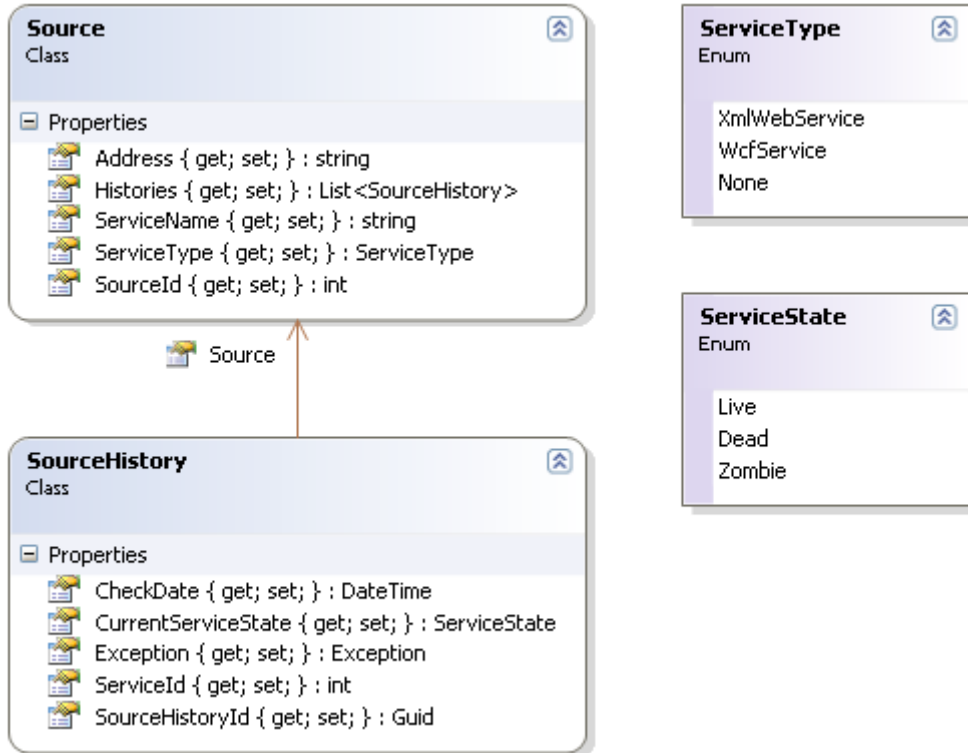 Source
Class
Properties
Address { get; set; } : string
Histories { get; set; } : List<SourceHistory>
ServiceName { get; set; } : string
ServiceType { get; set; } : ServiceType
SourceId { get; set; } : int
Source
SourceHistory
Class
Properties
CheckDate { get; set; } : DateTime
CurrentServiceState { get; set; } : ServiceState
Exception { get; set; } : Exception
ServiceId { get; set; } : int
SourceHistoryId { get; set; } : Guid
ServiceType
Enum
XmlWebService
WcfService
None
ServiceState
Enum
Live
Dead
Zombie